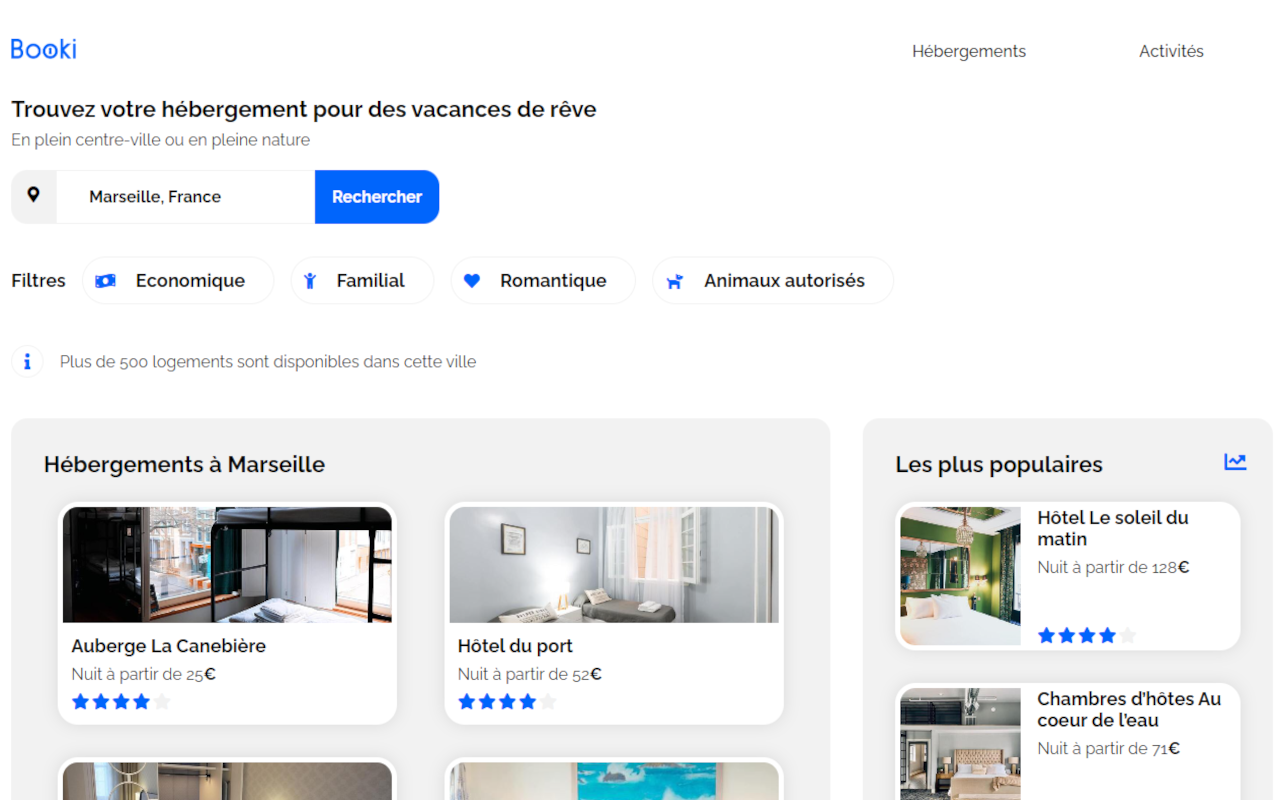 Booki
Hébergements
Activités
Trouvez votre hébergement pour des vacances de rêve
En plein centre-ville ou en pleine nature
Marseille, France
Rechercher
Filtres
Economique
Familial
Romantique
Animaux autorisés
Plus de 500 logements sont disponibles dans cette ville
Hébergements à Marseille
Auberge La Canebière
Nuit à partir de 25€
Hôtel du port
Nuit à partir de 52€
Les plus populaires
Hôtel Le soleil du
matin
Nuit à partir de 128€
Chambres d'hôtes Au
coeur de l'eau
Nuit à partir de 71€